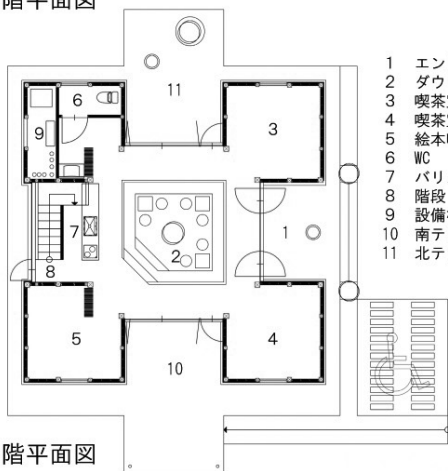 階平面図
1 エン
2 ダウ
3 喫茶
4 喫茶
5 絵本
6 WC
7 バリ
8 階段
9 設備
10 南テ
11 北テ
6
11
9
3
7
1
2
8
5
10
4
階平面図